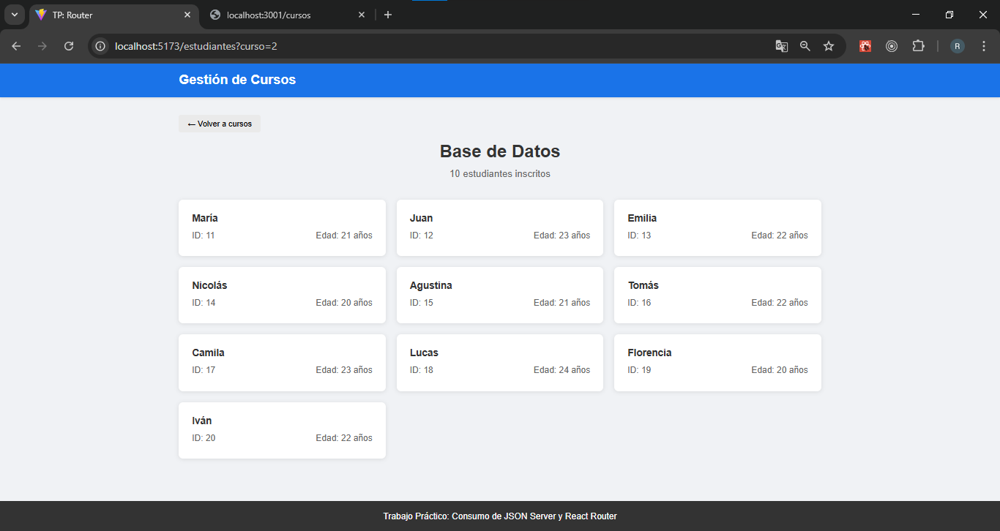 TP: Router
localhost:3001/cursos
localhost:5173/estudiantes?curso=2
R
Gestión de Cursos
← Volver a cursos
Base de Datos
10 estudiantes inscritos
María
ID: 11 Edad: 21 años
Juan
ID: 12 Edad: 23 años
Emilia
ID: 13 Edad: 22 años
Nicolás
ID: 14 Edad: 20 años
Agustina
ID: 15 Edad: 21 años
Tomás
ID: 16 Edad: 22 años
Camila
ID: 17 Edad: 23 años
Lucas
ID: 18 Edad: 24 años
Florencia
ID: 19 Edad: 20 años
Iván
ID: 20 Edad: 22 años
Trabajo Práctico: Consumo de JSON Server y React Router